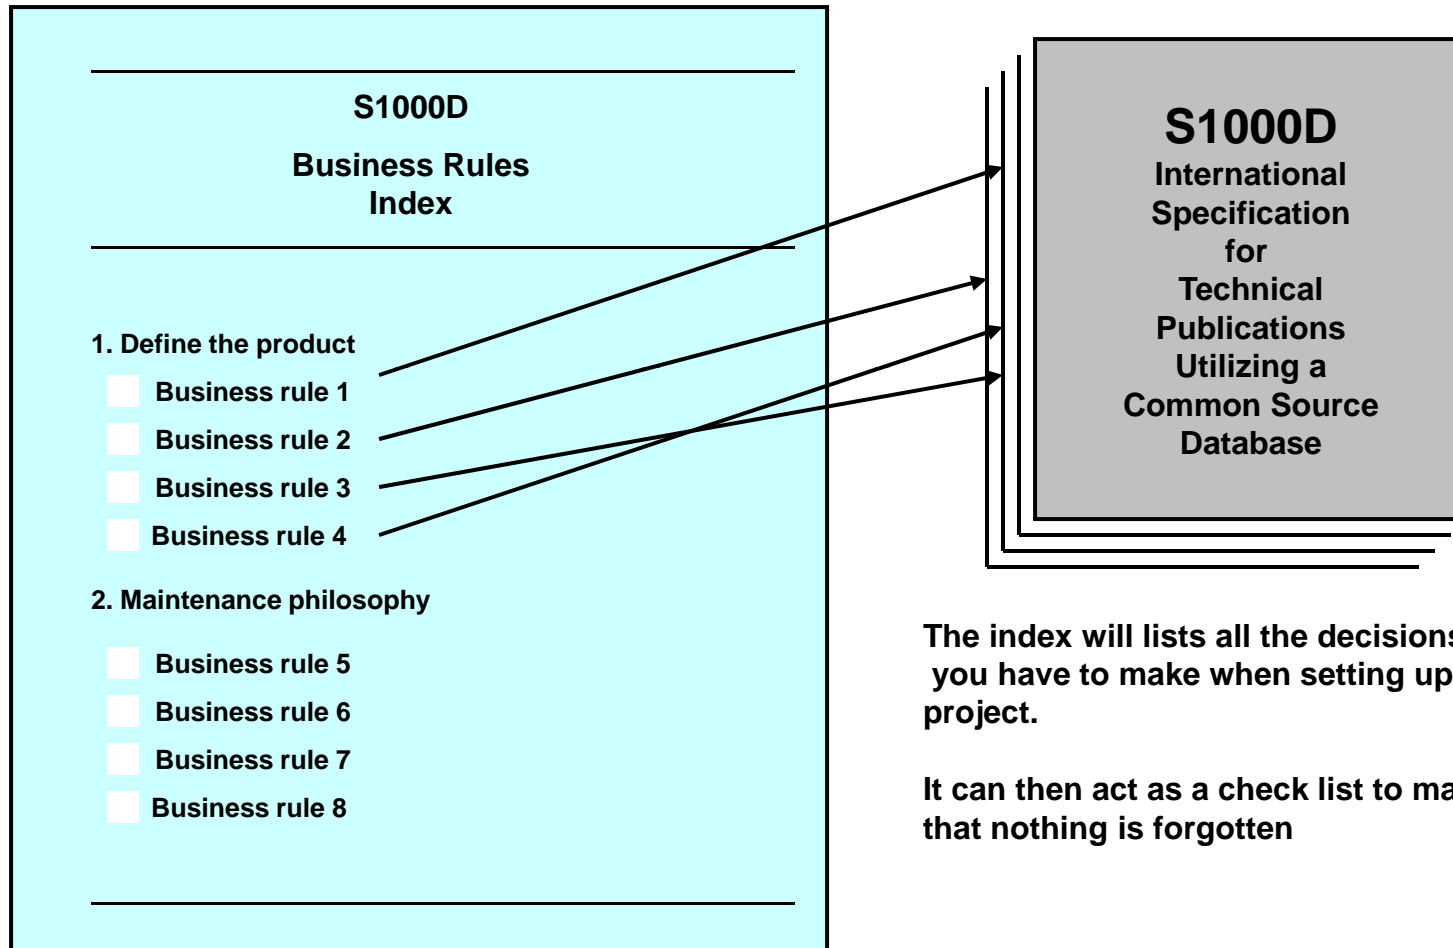 S1000D
Business Rules
Index
1. Define the product
Business rule 1
Business rule 2
Business rule 3
Business rule 4
2. Maintenance philosophy
Business rule 5
Business rule 6
Business rule 7
Business rule 8
S1000D
International
Specification
for
Technical
Publications
Utilizing a
Common Source
Database
The index will lists all the decisions
you have to make when setting up
project.
It can then act as a check list to ma
that nothing is forgotten